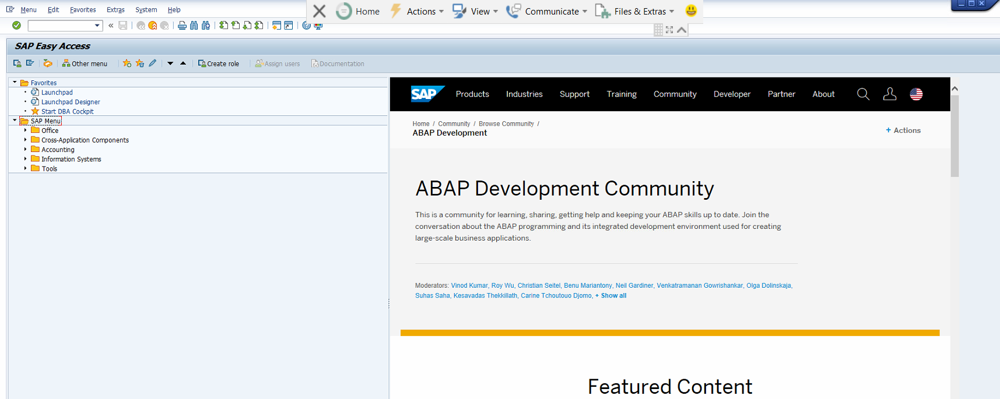 Menu Edit Favorites Extras System Help
Home Actions View Communicate Files & Extras
SAP Easy Access
Other menu Create role Assign users Documentation
Favorites
Launchpad
Launchpad Designer
Start DBA Cockpit
SAP Menu
Office
Cross-Application Components
Accounting
Information Systems
Tools
SAP Products Industries Support Training Community Developer Partner About
Home / Community / Browse Community /
ABAP Development
+ Actions
ABAP Development Community
This is a community for learning, sharing, getting help and keeping your ABAP skills up to date. Join the
conversation about the ABAP programming and its integrated development environment used for creating
large-scale business applications.
Moderators: Vinod Kumar, Roy Wu, Christian Seitel, Benu Mariantony, Neil Gardiner, Venkatramanan Gowrishankar, Olga Dolinskaja,
Suhas Saha, Kesavadas Thekkillath, Carine Tchoutouo Djomo, + Show all
Featured Content